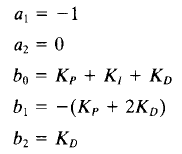 a₁ = −1
a₂ = 0
b₀ = K_P + K_I + K_D
b₁ = −(K_P + 2K_D)
b₂ = K_D